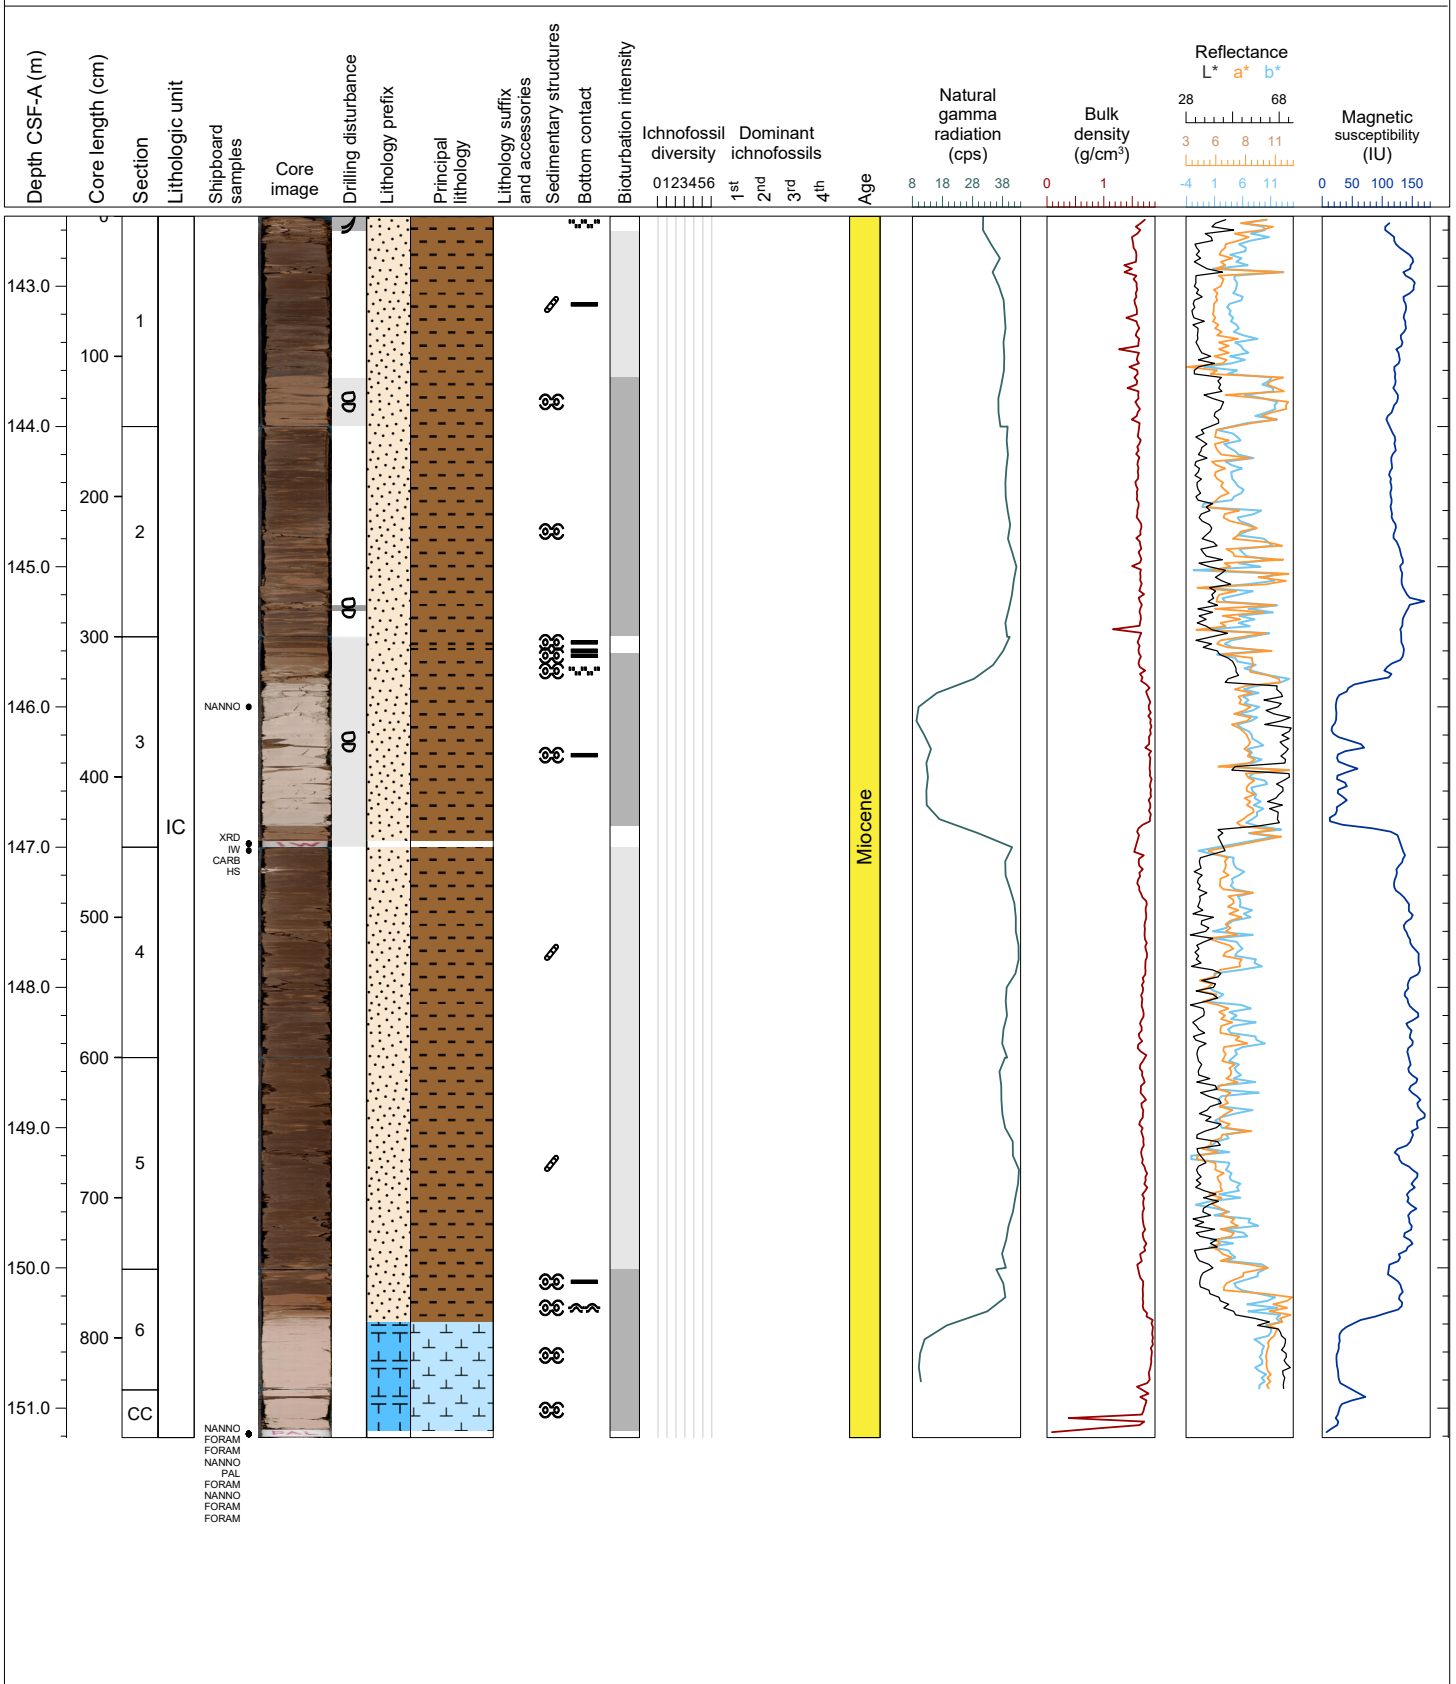 Depth CSF-A (m)
Core length (cm)
Section
Lithologic unit
Shipboard
samples
Core
image
Drilling disturbance
Lithology prefix
Principal
lithology
Lithology suffix
and accessories
Sedimentary structures
Bottom contact
Bioturbation intensity
Ichnofossil
diversity
0123456
Dominant
ichnofossils
1st
2nd
3rd
4th
Age
Natural
gamma
radiation
(cps)
8 18 28 38
Bulk
density
(g/cm³)
0 1
Reflectance
L* a* b*
28 68
3 6 8 11
-4 1 6 11
Magnetic
susceptibility
(IU)
0 50 100 150
0
143.0
1
100
144.0
200
2
145.0
300
NANNO
146.0
3
400
IC
Miocene
XRD
IW
147.0
IW
CARB
HS
500
4
148.0
600
149.0
5
700
150.0
6
800
CC
151.0
PAL
NANNO
FORAM
FORAM
NANNO
PAL
FORAM
NANNO
FORAM
FORAM